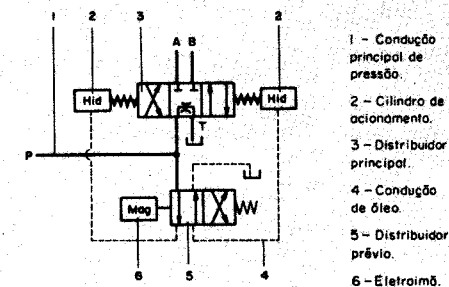 1 2 3 2
A B
Hid Hid
T
P
Mag
6 5 4
1 - Condução
principal de
pressão.
2 - Cilindro de
acionamento.
3 - Distribuidor
principal.
4 - Condução
de óleo.
5 - Distribuidor
prévio.
6 - Eletroimã.